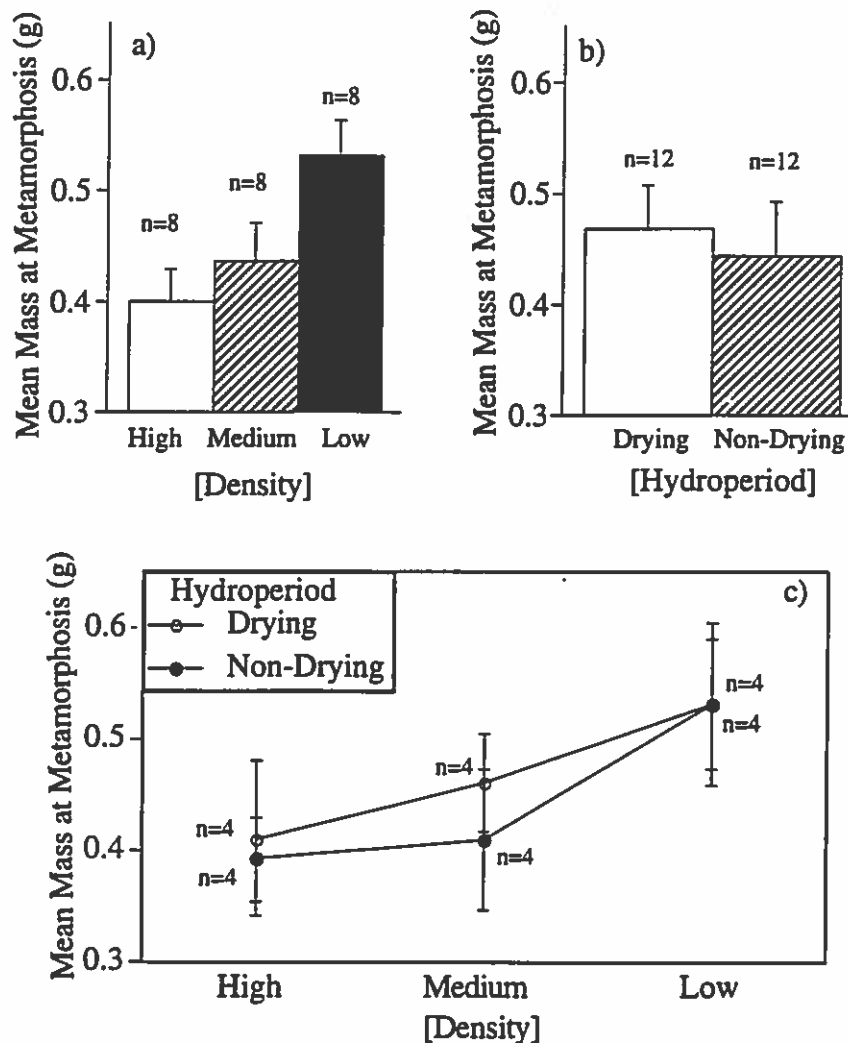 Mean Mass at Metamorphosis (g)
a)
0.6
0.5
0.4
0.3
n=8
n=8
n=8
High Medium Low
[Density]
Mean Mass at Metamorphosis (g)
b)
0.6
0.5
0.4
0.3
n=12 n=12
Drying Non-Drying
[Hydroperiod]
Mean Mass at Metamorphosis (g)
c)
Hydroperiod
Drying
Non-Drying
0.6
0.5
0.4
0.3
n=4
n=4
n=4
n=4
n=4
n=4
High Medium Low
[Density]